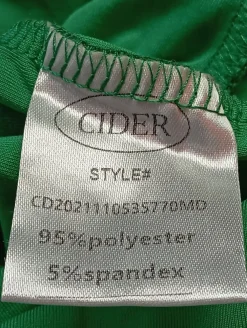 CIDER
STYLE#
CD2021110535770MD
95%polyester
5%spandex